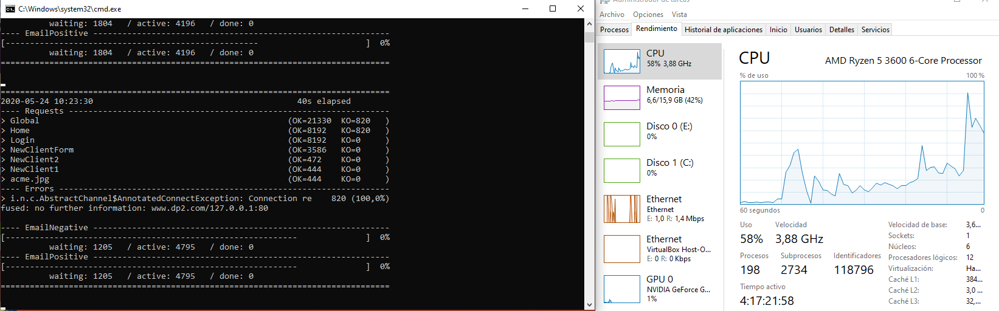 C:\Windows\system32\cmd.exe
waiting: 1804 / active: 4196 / done: 0
---- EmailPositive -------------------------------------------------------------
[---------------------------------------------------- ] 0%
waiting: 1804 / active: 4196 / done: 0
================================================================================
================================================================================
2020-05-24 10:23:30 40s elapsed
---- Requests ------------------------------------------------------------------
> Global (OK=21330 KO=820 )
> Home (OK=8192 KO=820 )
> Login (OK=8192 KO=0 )
> NewClientForm (OK=3586 KO=0 )
> NewClient2 (OK=472 KO=0 )
> NewClient1 (OK=444 KO=0 )
> acme.jpg (OK=444 KO=0 )
---- Errors --------------------------------------------------------------------
> i.n.c.AbstractChannel$AnnotatedConnectException: Connection re 820 (100,0%)
fused: no further information: www.dp2.com/127.0.0.1:80
---- EmailNegative -------------------------------------------------------------
[------------------------------------------------------------ ] 0%
waiting: 1205 / active: 4795 / done: 0
---- EmailPositive -------------------------------------------------------------
[------------------------------------------------------------ ] 0%
waiting: 1205 / active: 4795 / done: 0
================================================================================
Administrador de tareas
Archivo Opciones Vista
Procesos Rendimiento Historial de aplicaciones Inicio Usuarios Detalles Servicios
CPU
58% 3,88 GHz
Memoria
6,6/15,9 GB (42%)
Disco 0 (E:)
0%
Disco 1 (C:)
0%
Ethernet
Ethernet
E: 1,0 R: 1,4 Mbps
Ethernet
VirtualBox Host-O...
E: 0 R: 0 Kbps
GPU 0
NVIDIA GeForce G...
1%
CPU AMD Ryzen 5 3600 6-Core Processor
% de uso 100 %
60 segundos 0
Uso Velocidad
58% 3,88 GHz
Procesos Subprocesos Identificadores
198 2734 118796
Tiempo activo
4:17:21:58
Velocidad de base: 3,6...
Sockets: 1
Núcleos: 6
Procesadores lógicos: 12
Virtualización: Ha...
Caché L1: 384...
Caché L2: 3,0 ...
Caché L3: 32,...